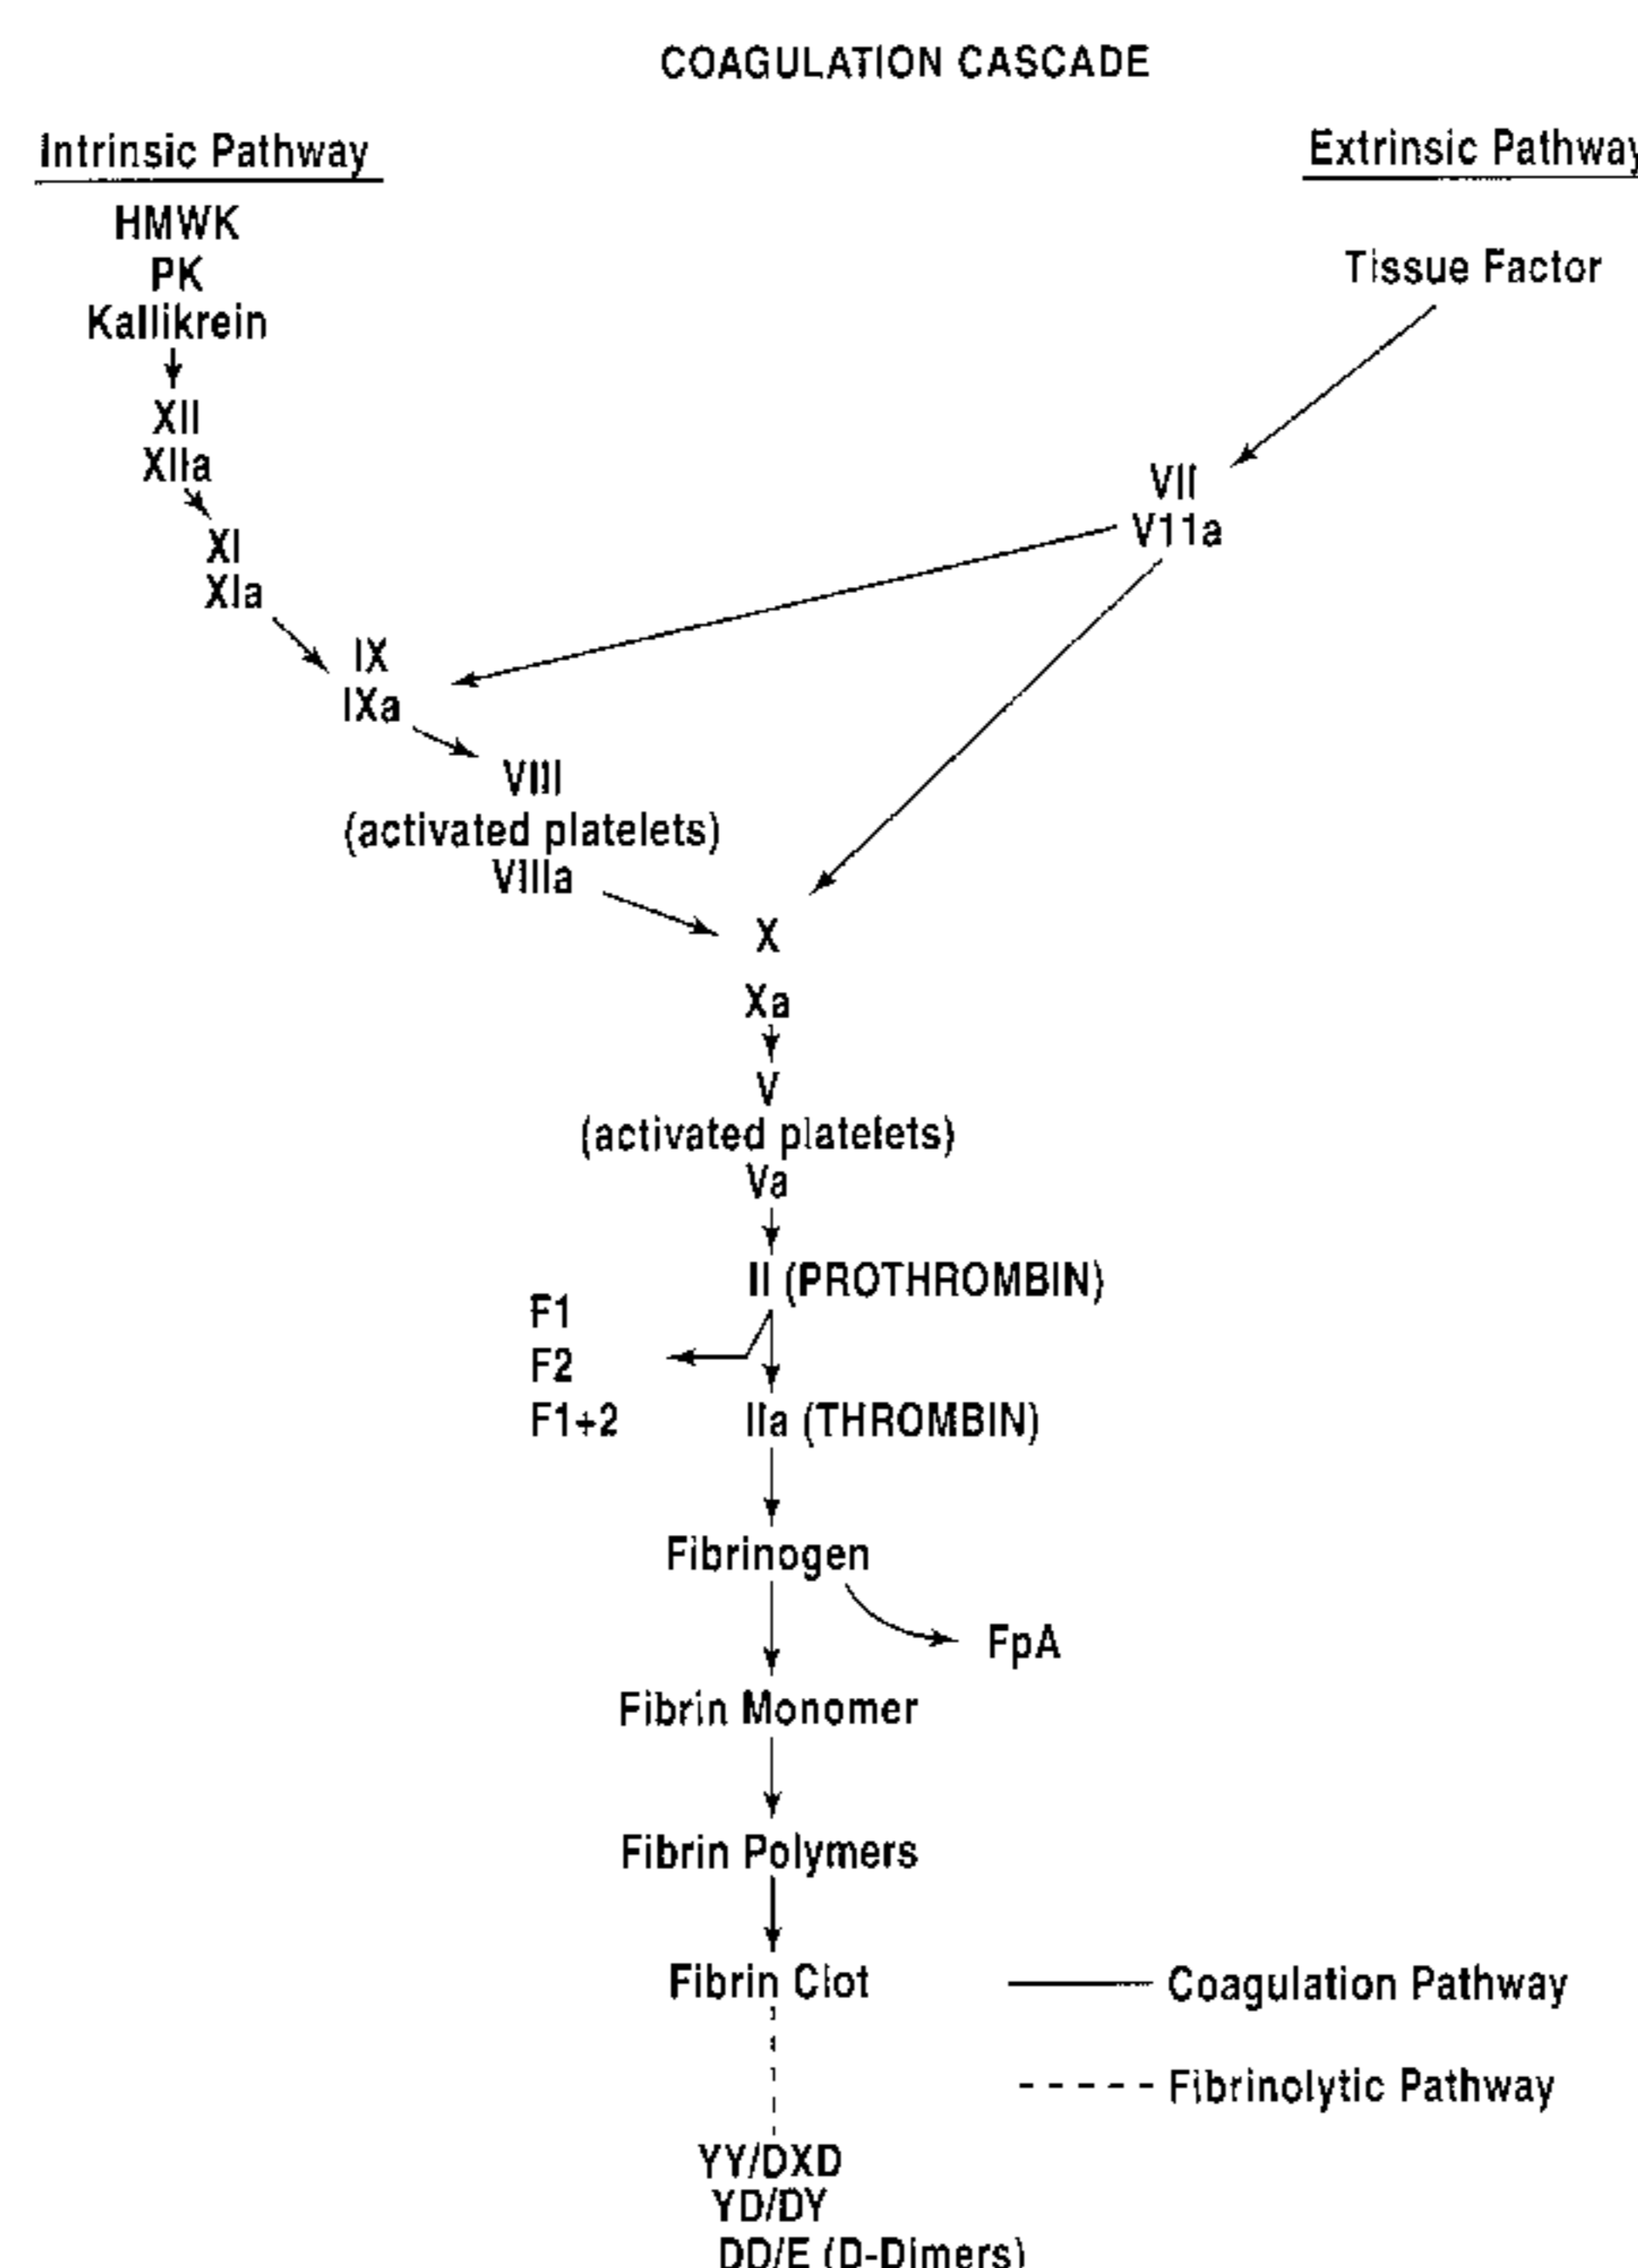 COAGULATION CASCADE
Intrinsic Pathway
Extrinsic Pathway
HMWK
PK
Kallikrein
Tissue Factor
XII
XIIa
VII
V11a
XI
XIa
IX
IXa
VIII
(activated platelets)
VIIIa
X
Xa
V
(activated platelets)
Va
II (PROTHROMBIN)
F1
F2
F1+2
IIa (THROMBIN)
Fibrinogen
FpA
Fibrin Monomer
Fibrin Polymers
Fibrin Clot
Coagulation Pathway
Fibrinolytic Pathway
YY/DXD
YD/DY
DD/E (D-Dimers)